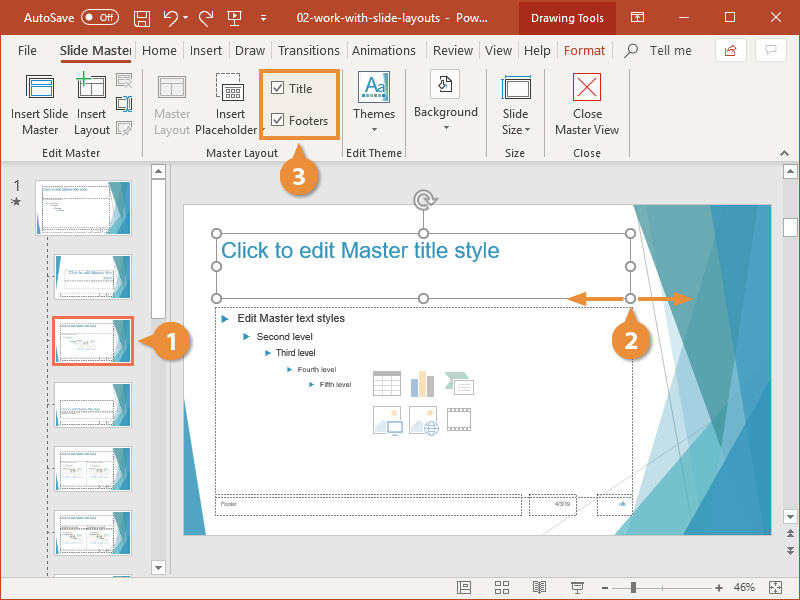 AutoSave Off 02-work-with-slide-layouts - Pow... Drawing Tools
File Slide Master Home Insert Draw Transitions Animations Review View Help Format Tell me
Insert Slide Master
Insert Layout
Master Layout
Insert Placeholder
Title
Footers
Themes
Background
Slide Size
Close Master View
Edit Master
Master Layout
Edit Theme
Size
Close
3
1
Click to edit Master title style
1
2
Edit Master text styles
Second level
Third level
Fourth level
Fifth level
Footer
4/3/19
46%